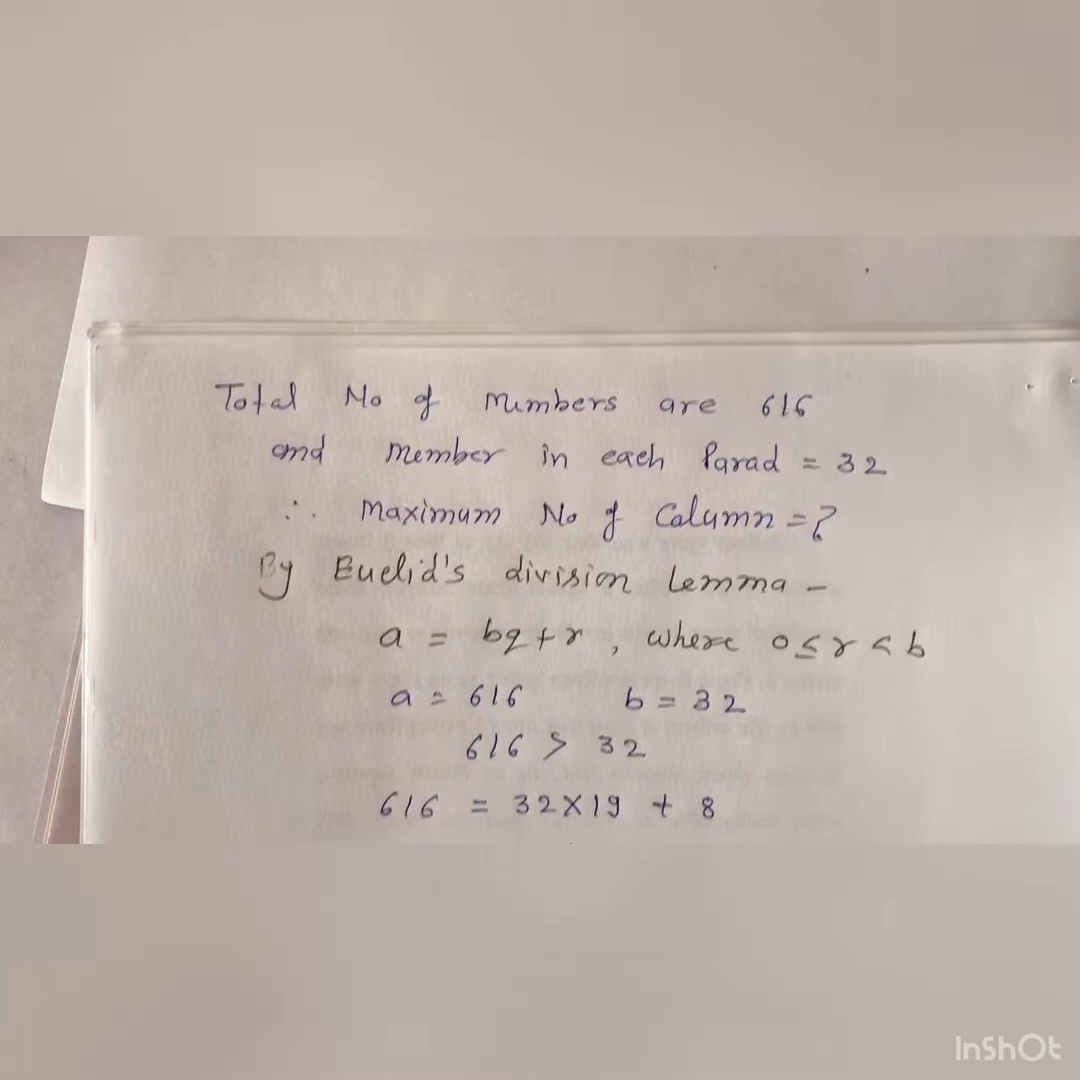 Total No of Mumbers are 616
and Member in each Parad = 32
∴ Maximum No of Column = ?
By Euclid's division Lemma -
a = bq + r , where 0 ≤ r < b
a = 616 b = 32
616 > 32
616 = 32 × 19 + 8
InShOt